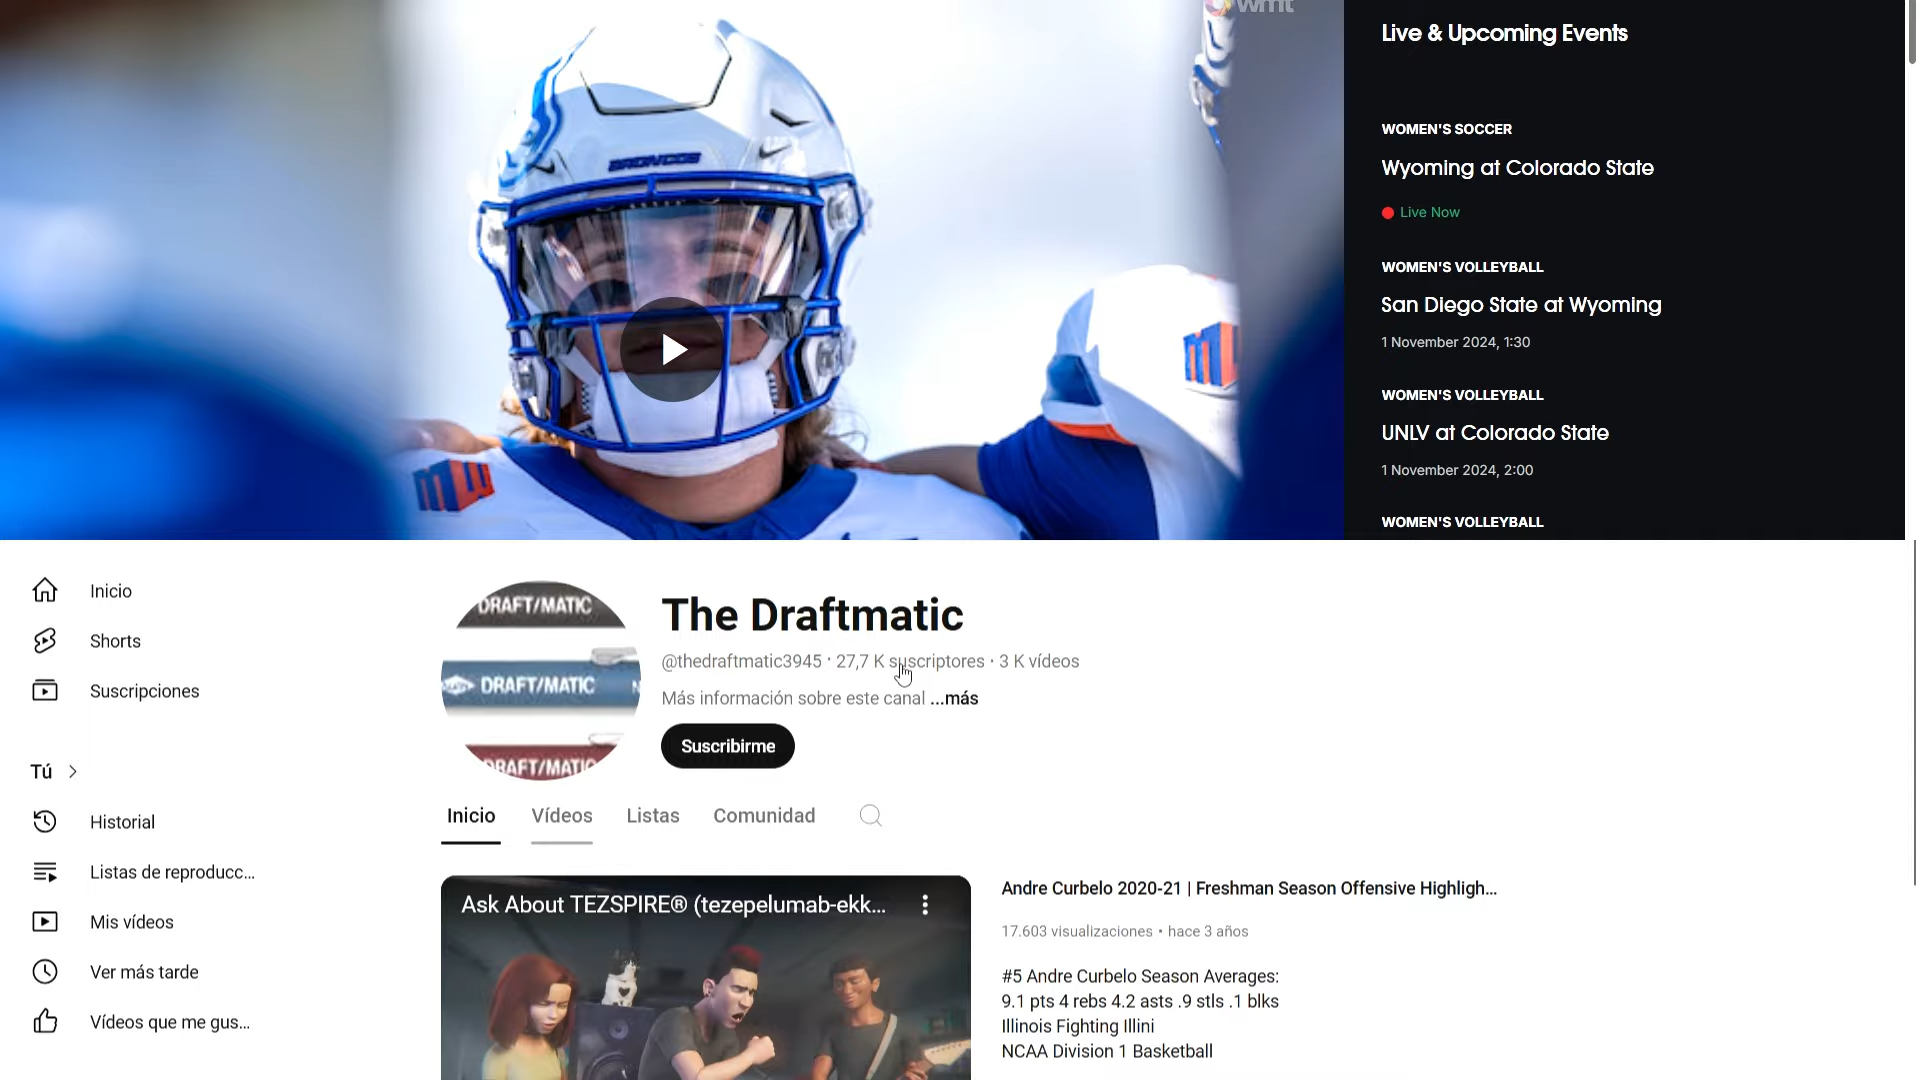 wmt
BRONCOS
Live & Upcoming Events
WOMEN'S SOCCER
Wyoming at Colorado State
Live Now
WOMEN'S VOLLEYBALL
San Diego State at Wyoming
1 November 2024, 1:30
WOMEN'S VOLLEYBALL
UNLV at Colorado State
1 November 2024, 2:00
WOMEN'S VOLLEYBALL
Inicio
Shorts
Suscripciones
Tú
Historial
Listas de reproducc...
Mis vídeos
Ver más tarde
Vídeos que me gus...
DRAFT/MATIC
DRAFT/MATIC
DRAFT/MATIC
The Draftmatic
@thedraftmatic3945 · 27,7 K suscriptores · 3 K vídeos
Más información sobre este canal ...más
Suscribirme
Inicio Vídeos Listas Comunidad
Ask About TEZSPIRE® (tezepelumab-ekk...
Andre Curbelo 2020-21 | Freshman Season Offensive Highligh...
17.603 visualizaciones • hace 3 años
#5 Andre Curbelo Season Averages:
9.1 pts 4 rebs 4.2 asts .9 stls .1 blks
Illinois Fighting Illini
NCAA Division 1 Basketball